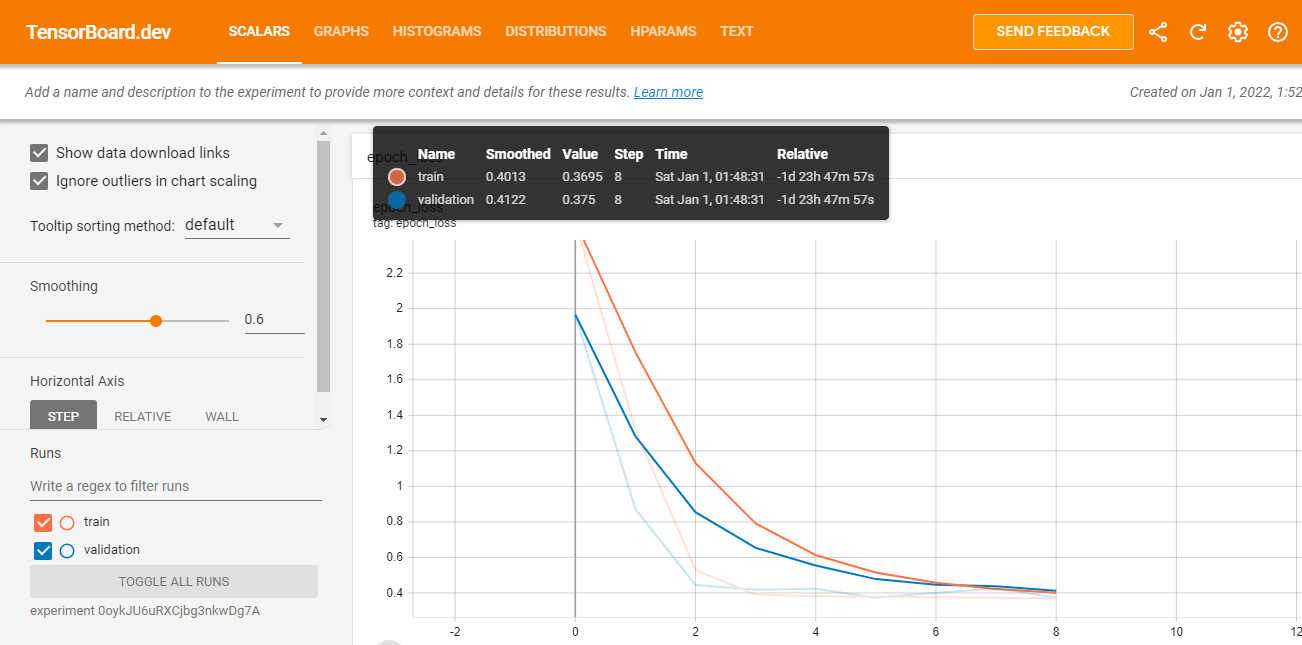 TensorBoard.dev SCALARS GRAPHS HISTOGRAMS DISTRIBUTIONS HPARAMS TEXT SEND FEEDBACK
Add a name and description to the experiment to provide more context and details for these results. Learn more
Created on Jan 1, 2022, 1:52
Show data download links
Ignore outliers in chart scaling
Tooltip sorting method: default
Smoothing
0.6
Horizontal Axis
STEP RELATIVE WALL
Runs
Write a regex to filter runs
train
validation
TOGGLE ALL RUNS
experiment 0oykJU6uRXCjbg3nkwDg7A
Name Smoothed Value Step Time Relative
train 0.4013 0.3695 8 Sat Jan 1, 01:48:31 -1d 23h 47m 57s
validation 0.4122 0.375 8 Sat Jan 1, 01:48:31 -1d 23h 47m 57s
epoch_loss
tag: epoch_loss
2.2
2
1.8
1.6
1.4
1.2
1
0.8
0.6
0.4
-2 0 2 4 6 8 10 12